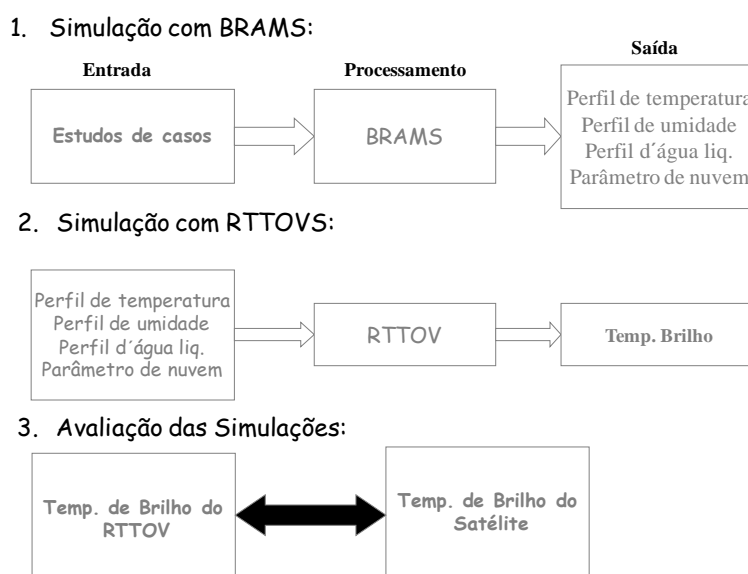 1. Simulação com BRAMS:
Entrada
Processamento
Saída
Estudos de casos
BRAMS
Perfil de temperatura
Perfil de umidade
Perfil d´água liq.
Parâmetro de nuvem
2. Simulação com RTTOVS:
Perfil de temperatura
Perfil de umidade
Perfil d´água liq.
Parâmetro de nuvem
RTTOV
Temp. Brilho
3. Avaliação das Simulações:
Temp. de Brilho do
RTTOV
Temp. de Brilho do
Satélite